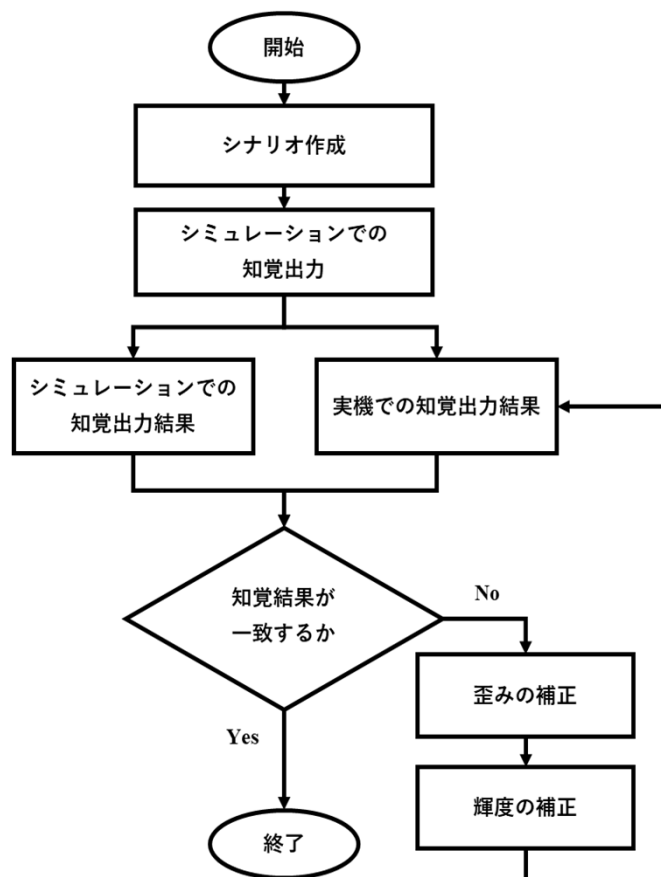 開始
シナリオ作成
シミュレーションでの
知覚出力
シミュレーションでの
知覚出力結果
実機での知覚出力結果
知覚結果が
一致するか
No
歪みの補正
Yes
輝度の補正
終了